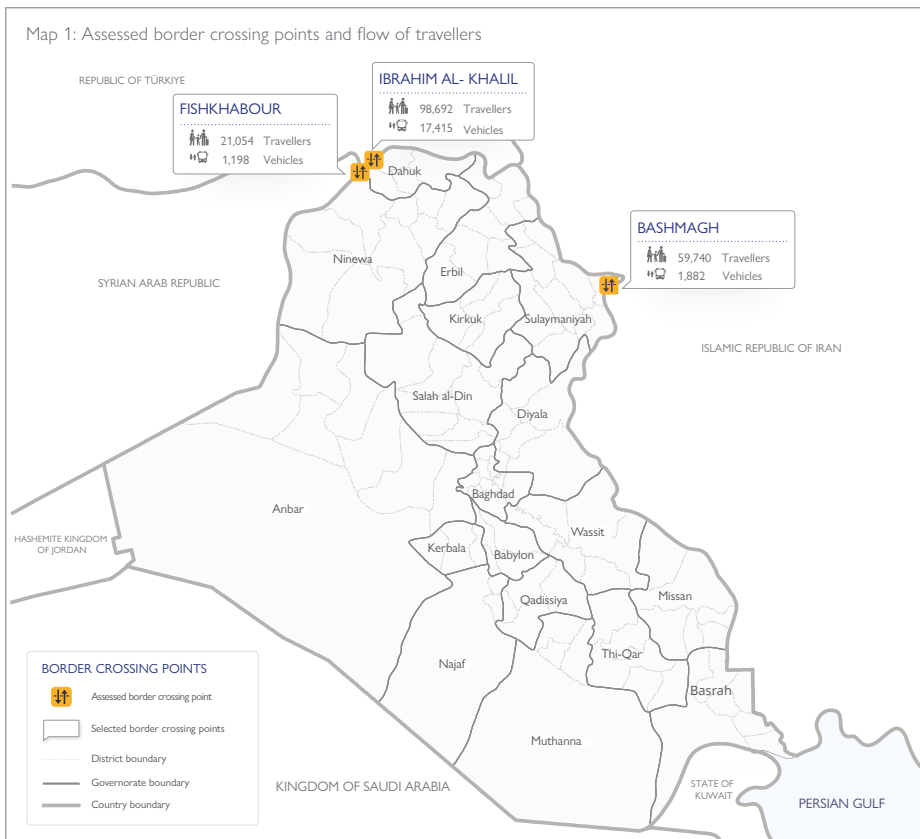 Map 1: Assessed border crossing points and flow of travellers
REPUBLIC OF TÜRKIYE
IBRAHIM AL- KHALIL
98,692 Travellers
17,415 Vehicles
FISHKHABOUR
21,054 Travellers
1,198 Vehicles
Dahuk
BASHMAGH
59,740 Travellers
1,882 Vehicles
Ninewa
Erbil
SYRIAN ARAB REPUBLIC
Kirkuk
Sulaymaniyah
ISLAMIC REPUBLIC OF IRAN
Salah al-Din
Diyala
Baghdad
Anbar
Wassit
HASHEMITE KINGDOM
OF JORDAN
Kerbala
Babylon
Qadissiya
Missan
Najaf
Thi-Qar
Basrah
Muthanna
BORDER CROSSING POINTS
Assessed border crossing point
Selected border crossing points
District boundary
Governorate boundary
Country boundary
KINGDOM OF SAUDI ARABIA
STATE OF
KUWAIT
PERSIAN GULF